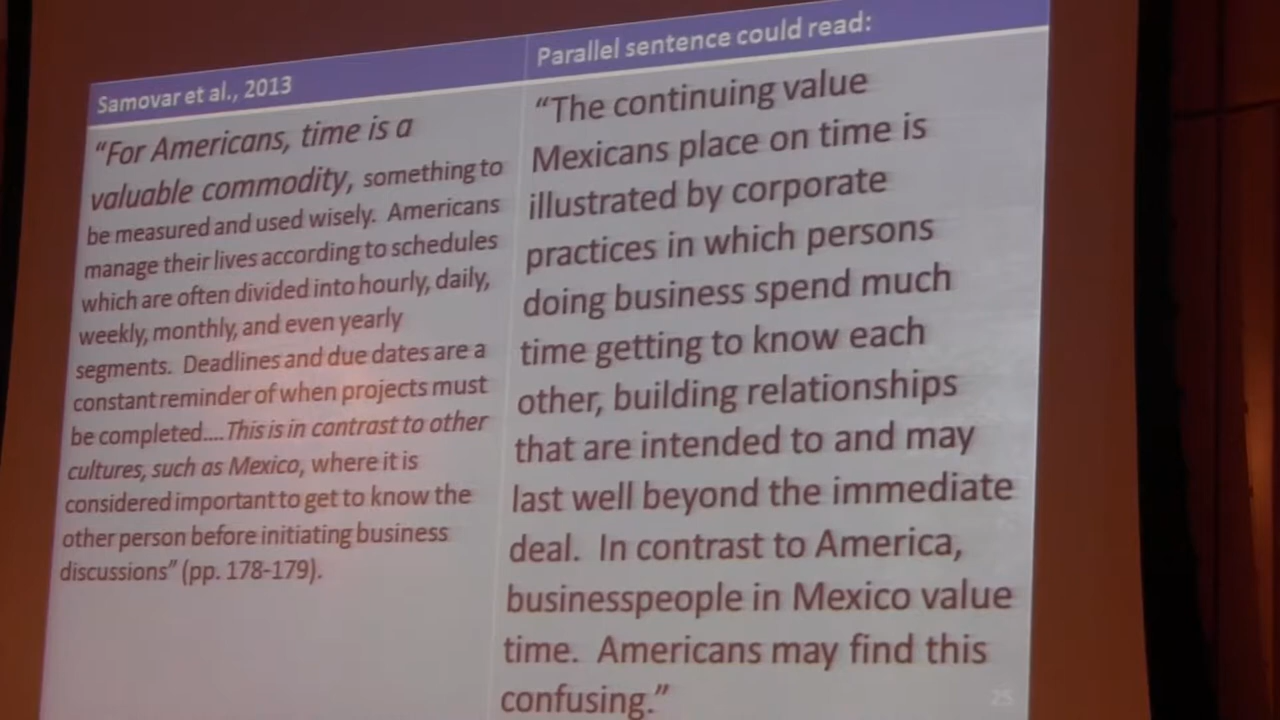 Samovar et al., 2013
"For Americans, time is a
valuable commodity, something to
be measured and used wisely. Americans
manage their lives according to schedules
which are often divided into hourly, daily,
weekly, monthly, and even yearly
segments. Deadlines and due dates are a
constant reminder of when projects must
be completed....This is in contrast to other
cultures, such as Mexico, where it is
considered important to get to know the
other person before initiating business
discussions" (pp. 178-179).
Parallel sentence could read:
"The continuing value
Mexicans place on time is
illustrated by corporate
practices in which persons
doing business spend much
time getting to know each
other, building relationships
that are intended to and may
last well beyond the immediate
deal. In contrast to America,
businesspeople in Mexico value
time. Americans may find this
confusing."
25